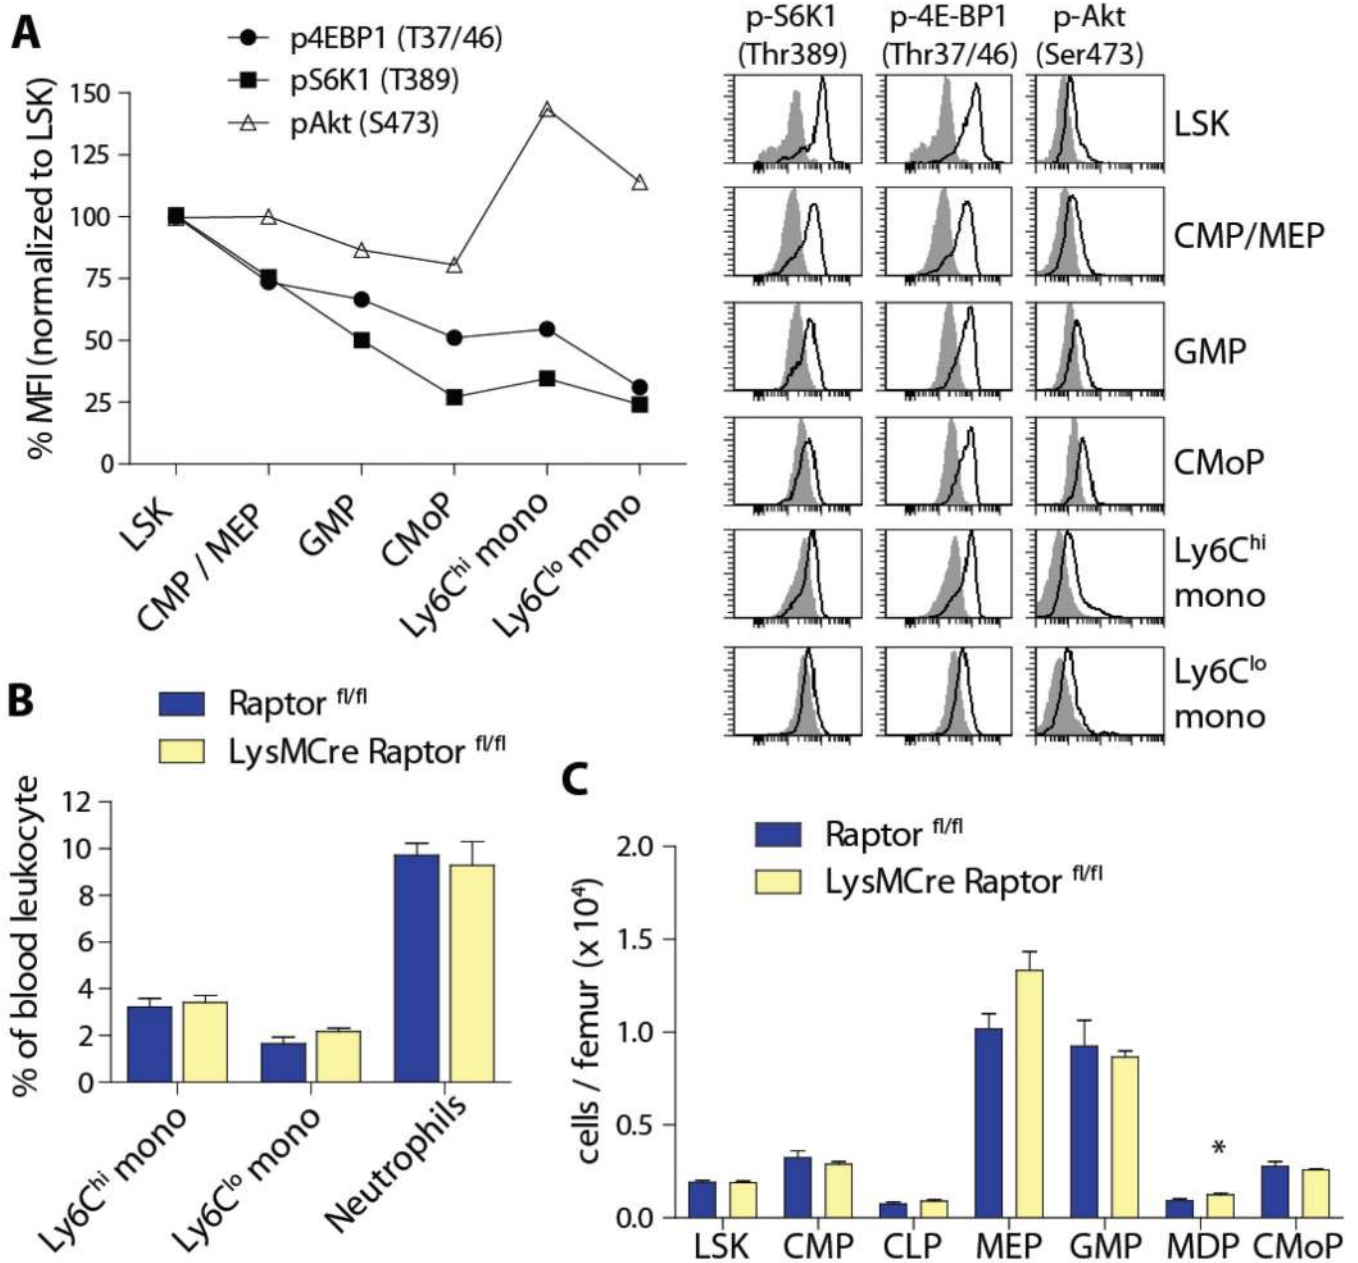 A
p4EBP1 (T37/46)
pS6K1 (T389)
pAkt (S473)
% MFI (normalized to LSK)
150
125
100
75
50
25
0
LSK
CMP / MEP
GMP
CMoP
Ly6Chi mono
Ly6Clo mono
p-S6K1
(Thr389)
p-4E-BP1
(Thr37/46)
p-Akt
(Ser473)
LSK
CMP/MEP
GMP
CMoP
Ly6Chi
mono
Ly6Clo
mono
B
Raptor fl/fl
LysMCre Raptor fl/fl
% of blood leukocyte
12
10
8
6
4
2
0
Ly6Chi mono
Ly6Clo mono
Neutrophils
C
Raptor fl/fl
LysMCre Raptor fl/fl
cells / femur (x 10⁴)
2.0
1.5
1.0
0.5
0.0
*
LSK
CMP
CLP
MEP
GMP
MDP
CMoP